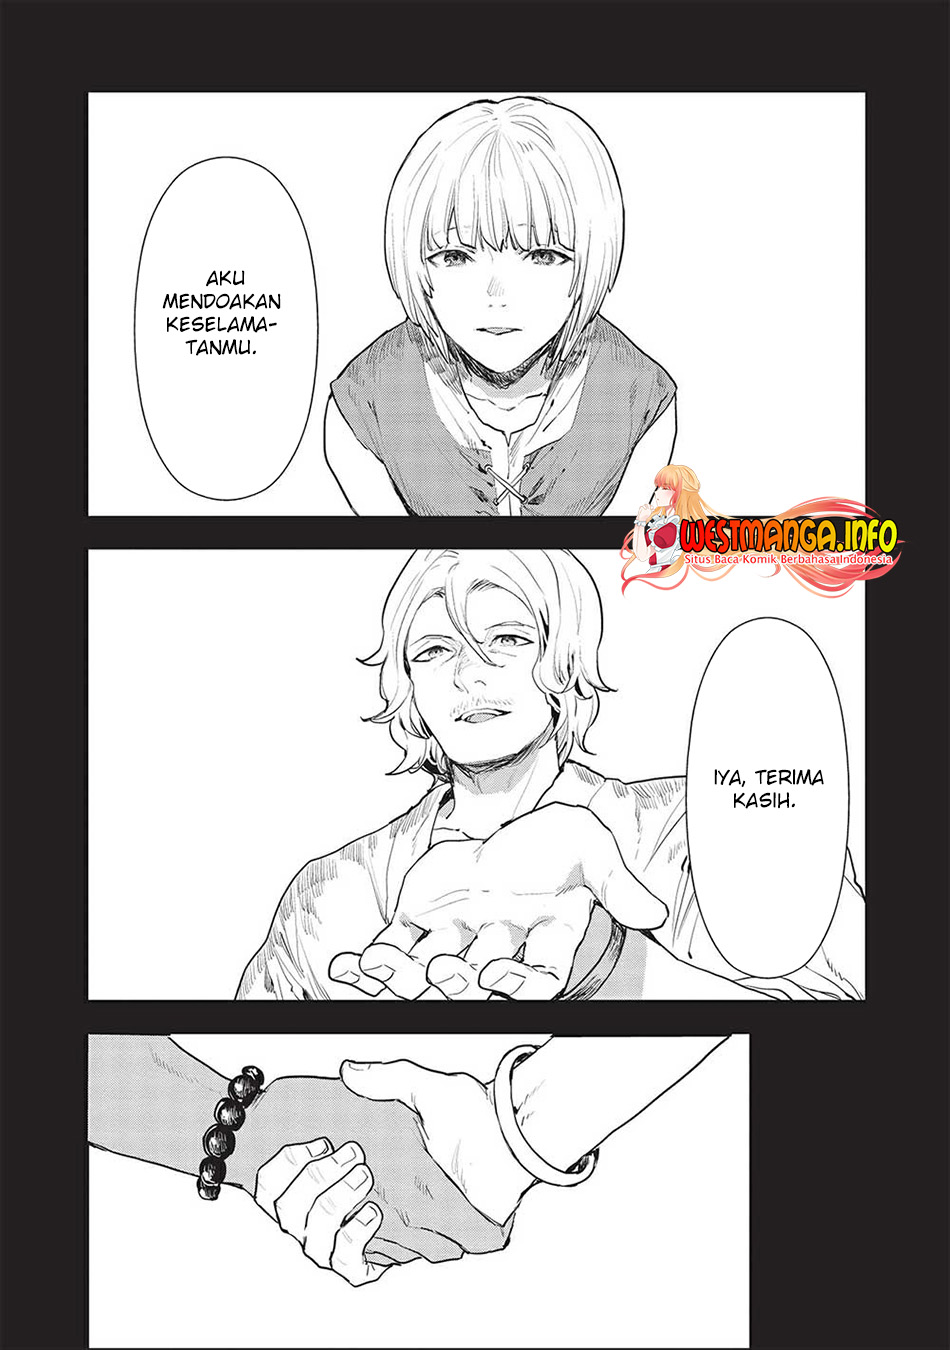 AKU
MENDOAKAN
KESELAMA-
TANMU.
WESTMANGA.INFO
Situs Baca Komik Berbahasa Indonesia
IYA, TERIMA
KASIH.